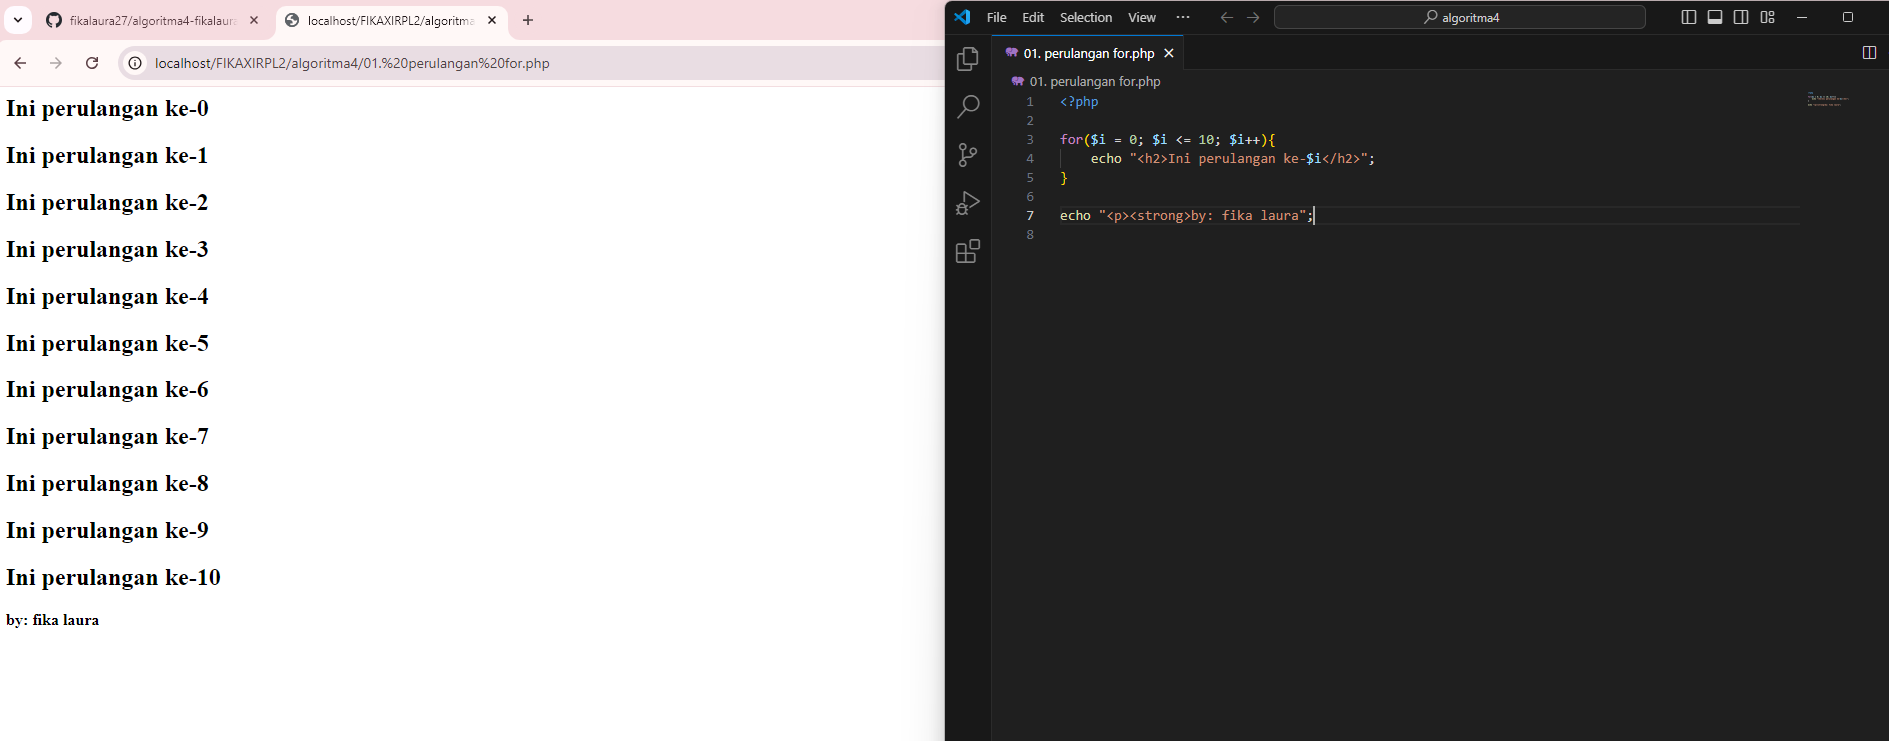 fikalaura27/algoritma4-fikalaura
localhost/FIKAXIRPL2/algoritma
localhost/FIKAXIRPL2/algoritma4/01.%20perulangan%20for.php
Ini perulangan ke-0
Ini perulangan ke-1
Ini perulangan ke-2
Ini perulangan ke-3
Ini perulangan ke-4
Ini perulangan ke-5
Ini perulangan ke-6
Ini perulangan ke-7
Ini perulangan ke-8
Ini perulangan ke-9
Ini perulangan ke-10
by: fika laura
File Edit Selection View ···
algoritma4
01. perulangan for.php
01. perulangan for.php
1 <?php
2
3 for($i = 0; $i <= 10; $i++){
4     echo "<h2>Ini perulangan ke-$i</h2>";
5 }
6
7 echo "<p><strong>by: fika laura";
8